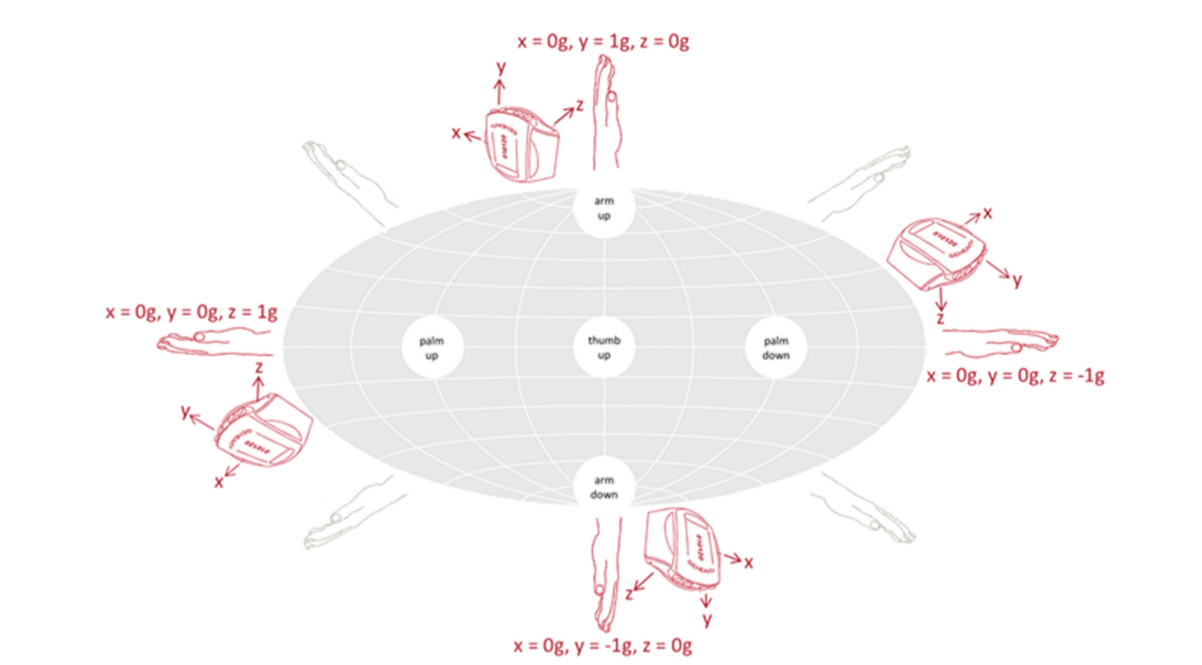 x = 0g, y = 1g, z = 0g
y
z
x
arm
up
x
y
z
x = 0g, y = 0g, z = 1g
palm
up
thumb
up
palm
down
x = 0g, y = 0g, z = -1g
z
y
x
arm
down
x
z
y
x = 0g, y = -1g, z = 0g